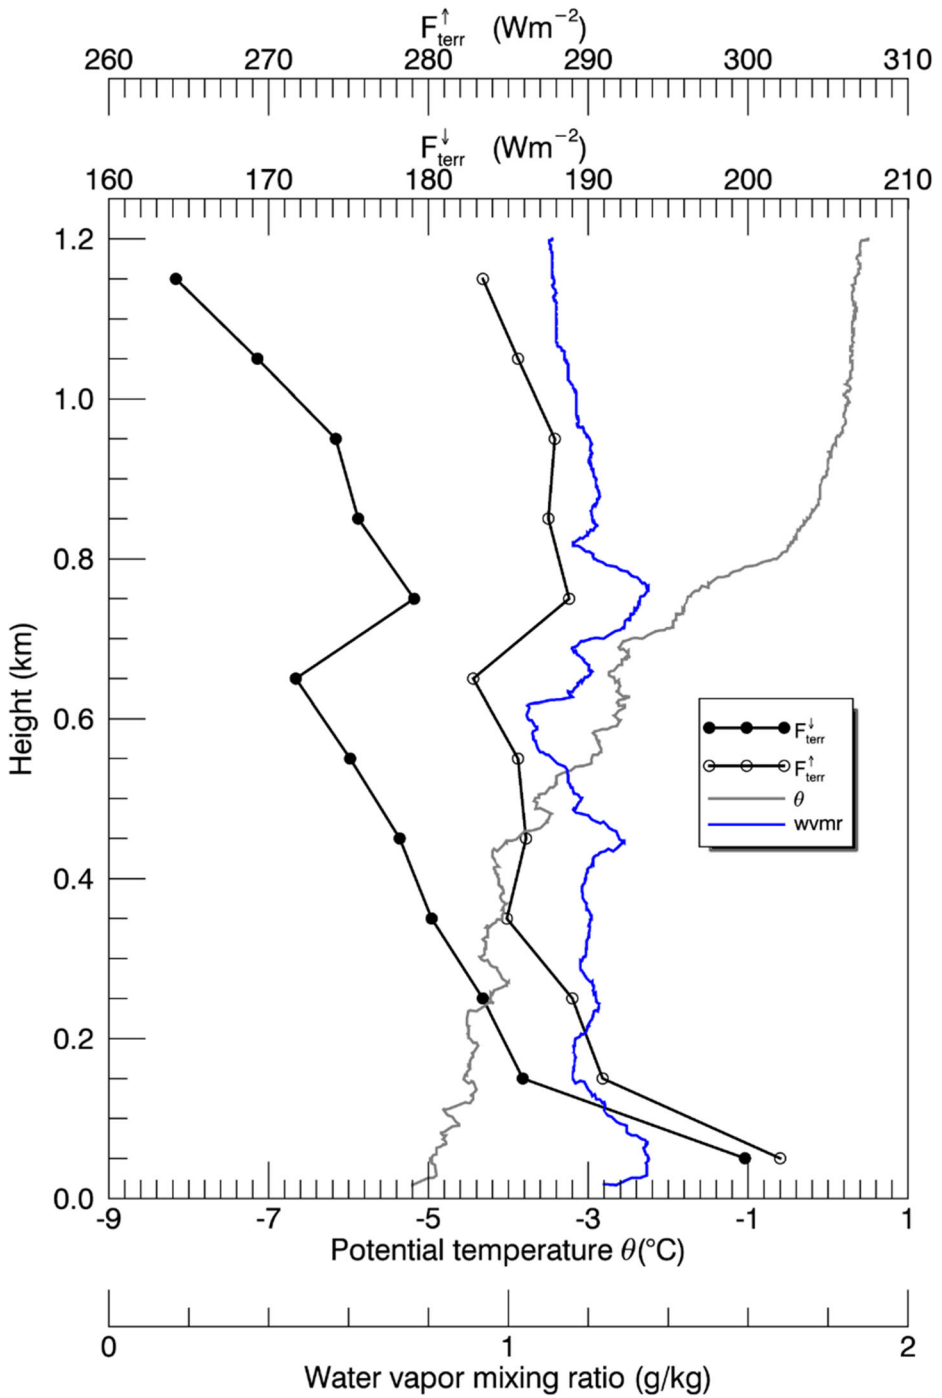 F↑terr (Wm−2)
260 270 280 290 300 310
F↓terr (Wm−2)
160 170 180 190 200 210
1.2
1.0
0.8
0.6
0.4
0.2
0.0
Height (km)
F↓terr
F↑terr
θ
wvmr
-9 -7 -5 -3 -1 1
Potential temperature θ(°C)
0 1 2
Water vapor mixing ratio (g/kg)